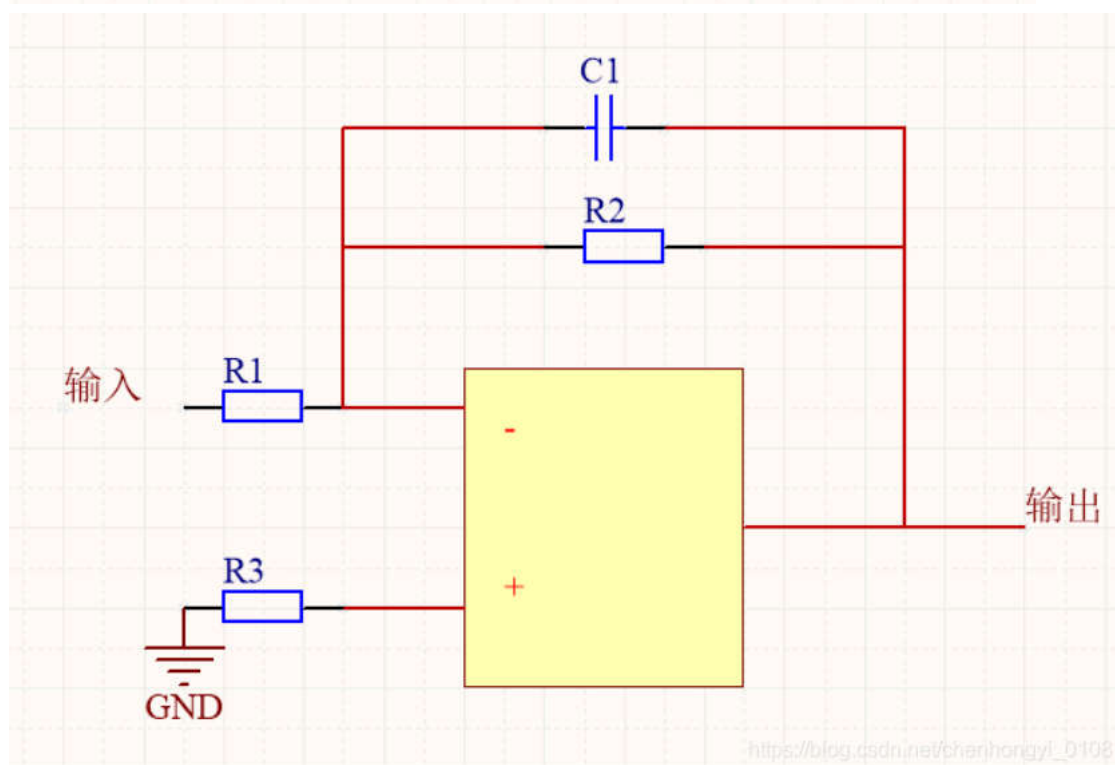 C1
R2
输入
R1
-
输出
R3
+
GND
https://blog.csdn.net/chenhongyi_0108